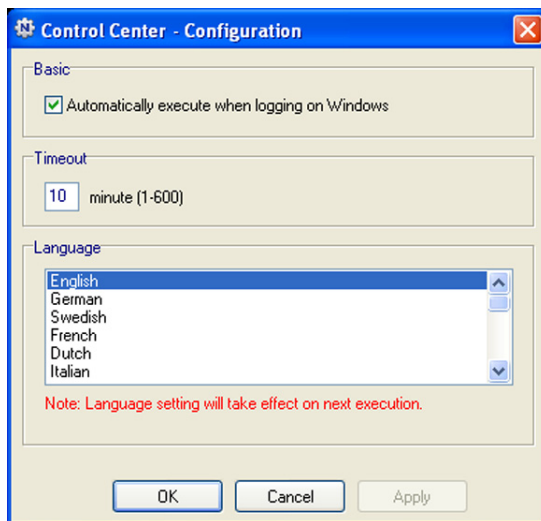 Control Center - Configuration
Basic
Automatically execute when logging on Windows
Timeout
10 minute (1-600)
Language
English
German
Swedish
French
Dutch
Italian
Note: Language setting will take effect on next execution.
OK Cancel Apply